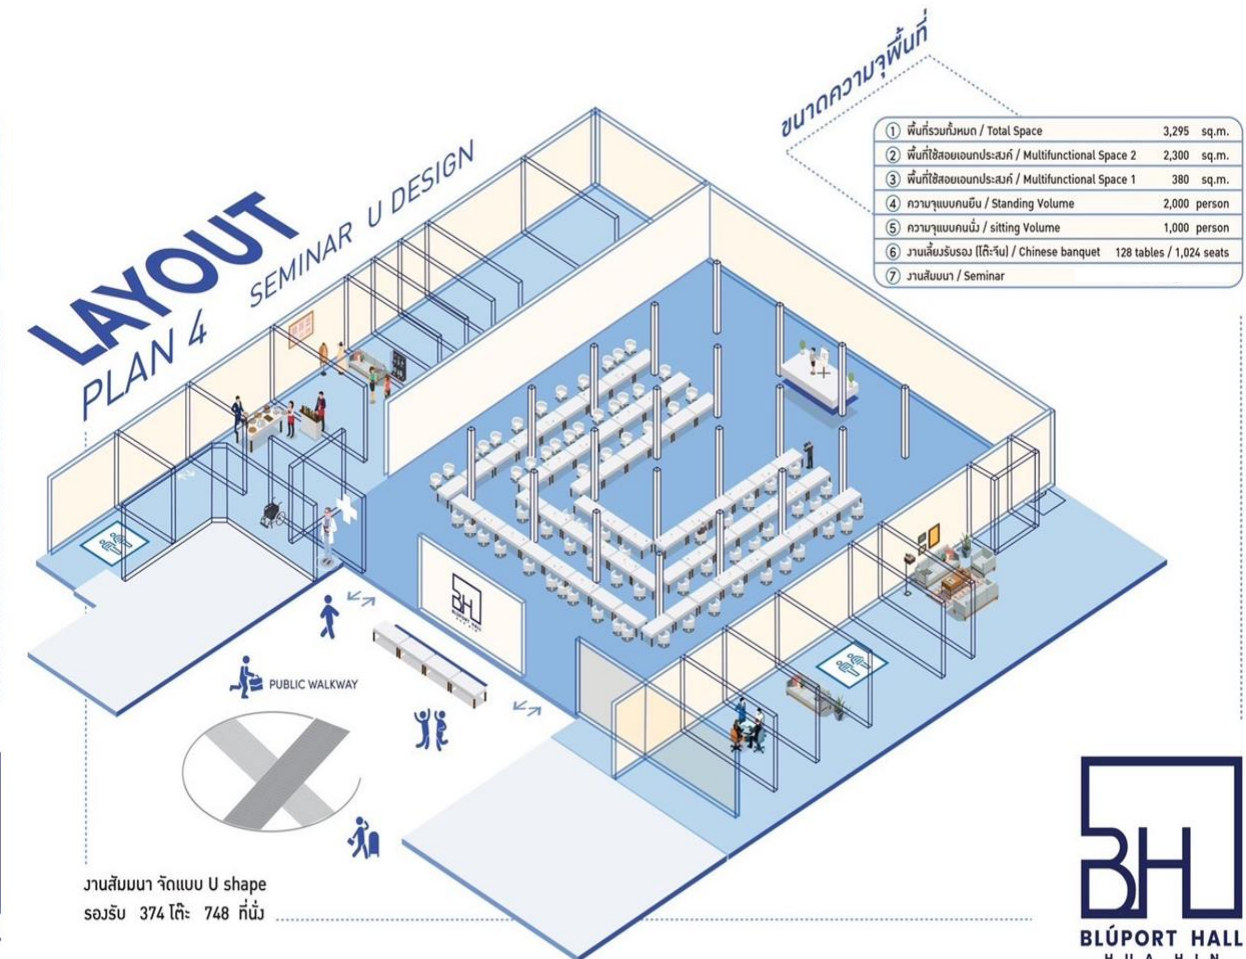 LAYOUT
PLAN 4 SEMINAR U DESIGN
ขนาดความจุพื้นที่
1 พื้นที่รวมทั้งหมด / Total Space 3,295 sq.m.
2 พื้นที่ใช้สอยเอนกประสงค์ / Multifunctional Space 2 2,300 sq.m.
3 พื้นที่ใช้สอยเอนกประสงค์ / Multifunctional Space 1 380 sq.m.
4 ความจุแบบคนยืน / Standing Volume 2,000 person
5 ความจุแบบคนนั่ง / sitting Volume 1,000 person
6 งานเลี้ยงรับรอง (โต๊ะจีน) / Chinese banquet 128 tables / 1,024 seats
7 งานสัมมนา / Seminar
BH
BLÚPORT HALL
HUA HIN
PUBLIC WALKWAY
งานสัมมนา จัดแบบ U shape
รองรับ 374 โต๊ะ 748 ที่นั่ง
BH
BLÚPORT HALL
HUA HIN